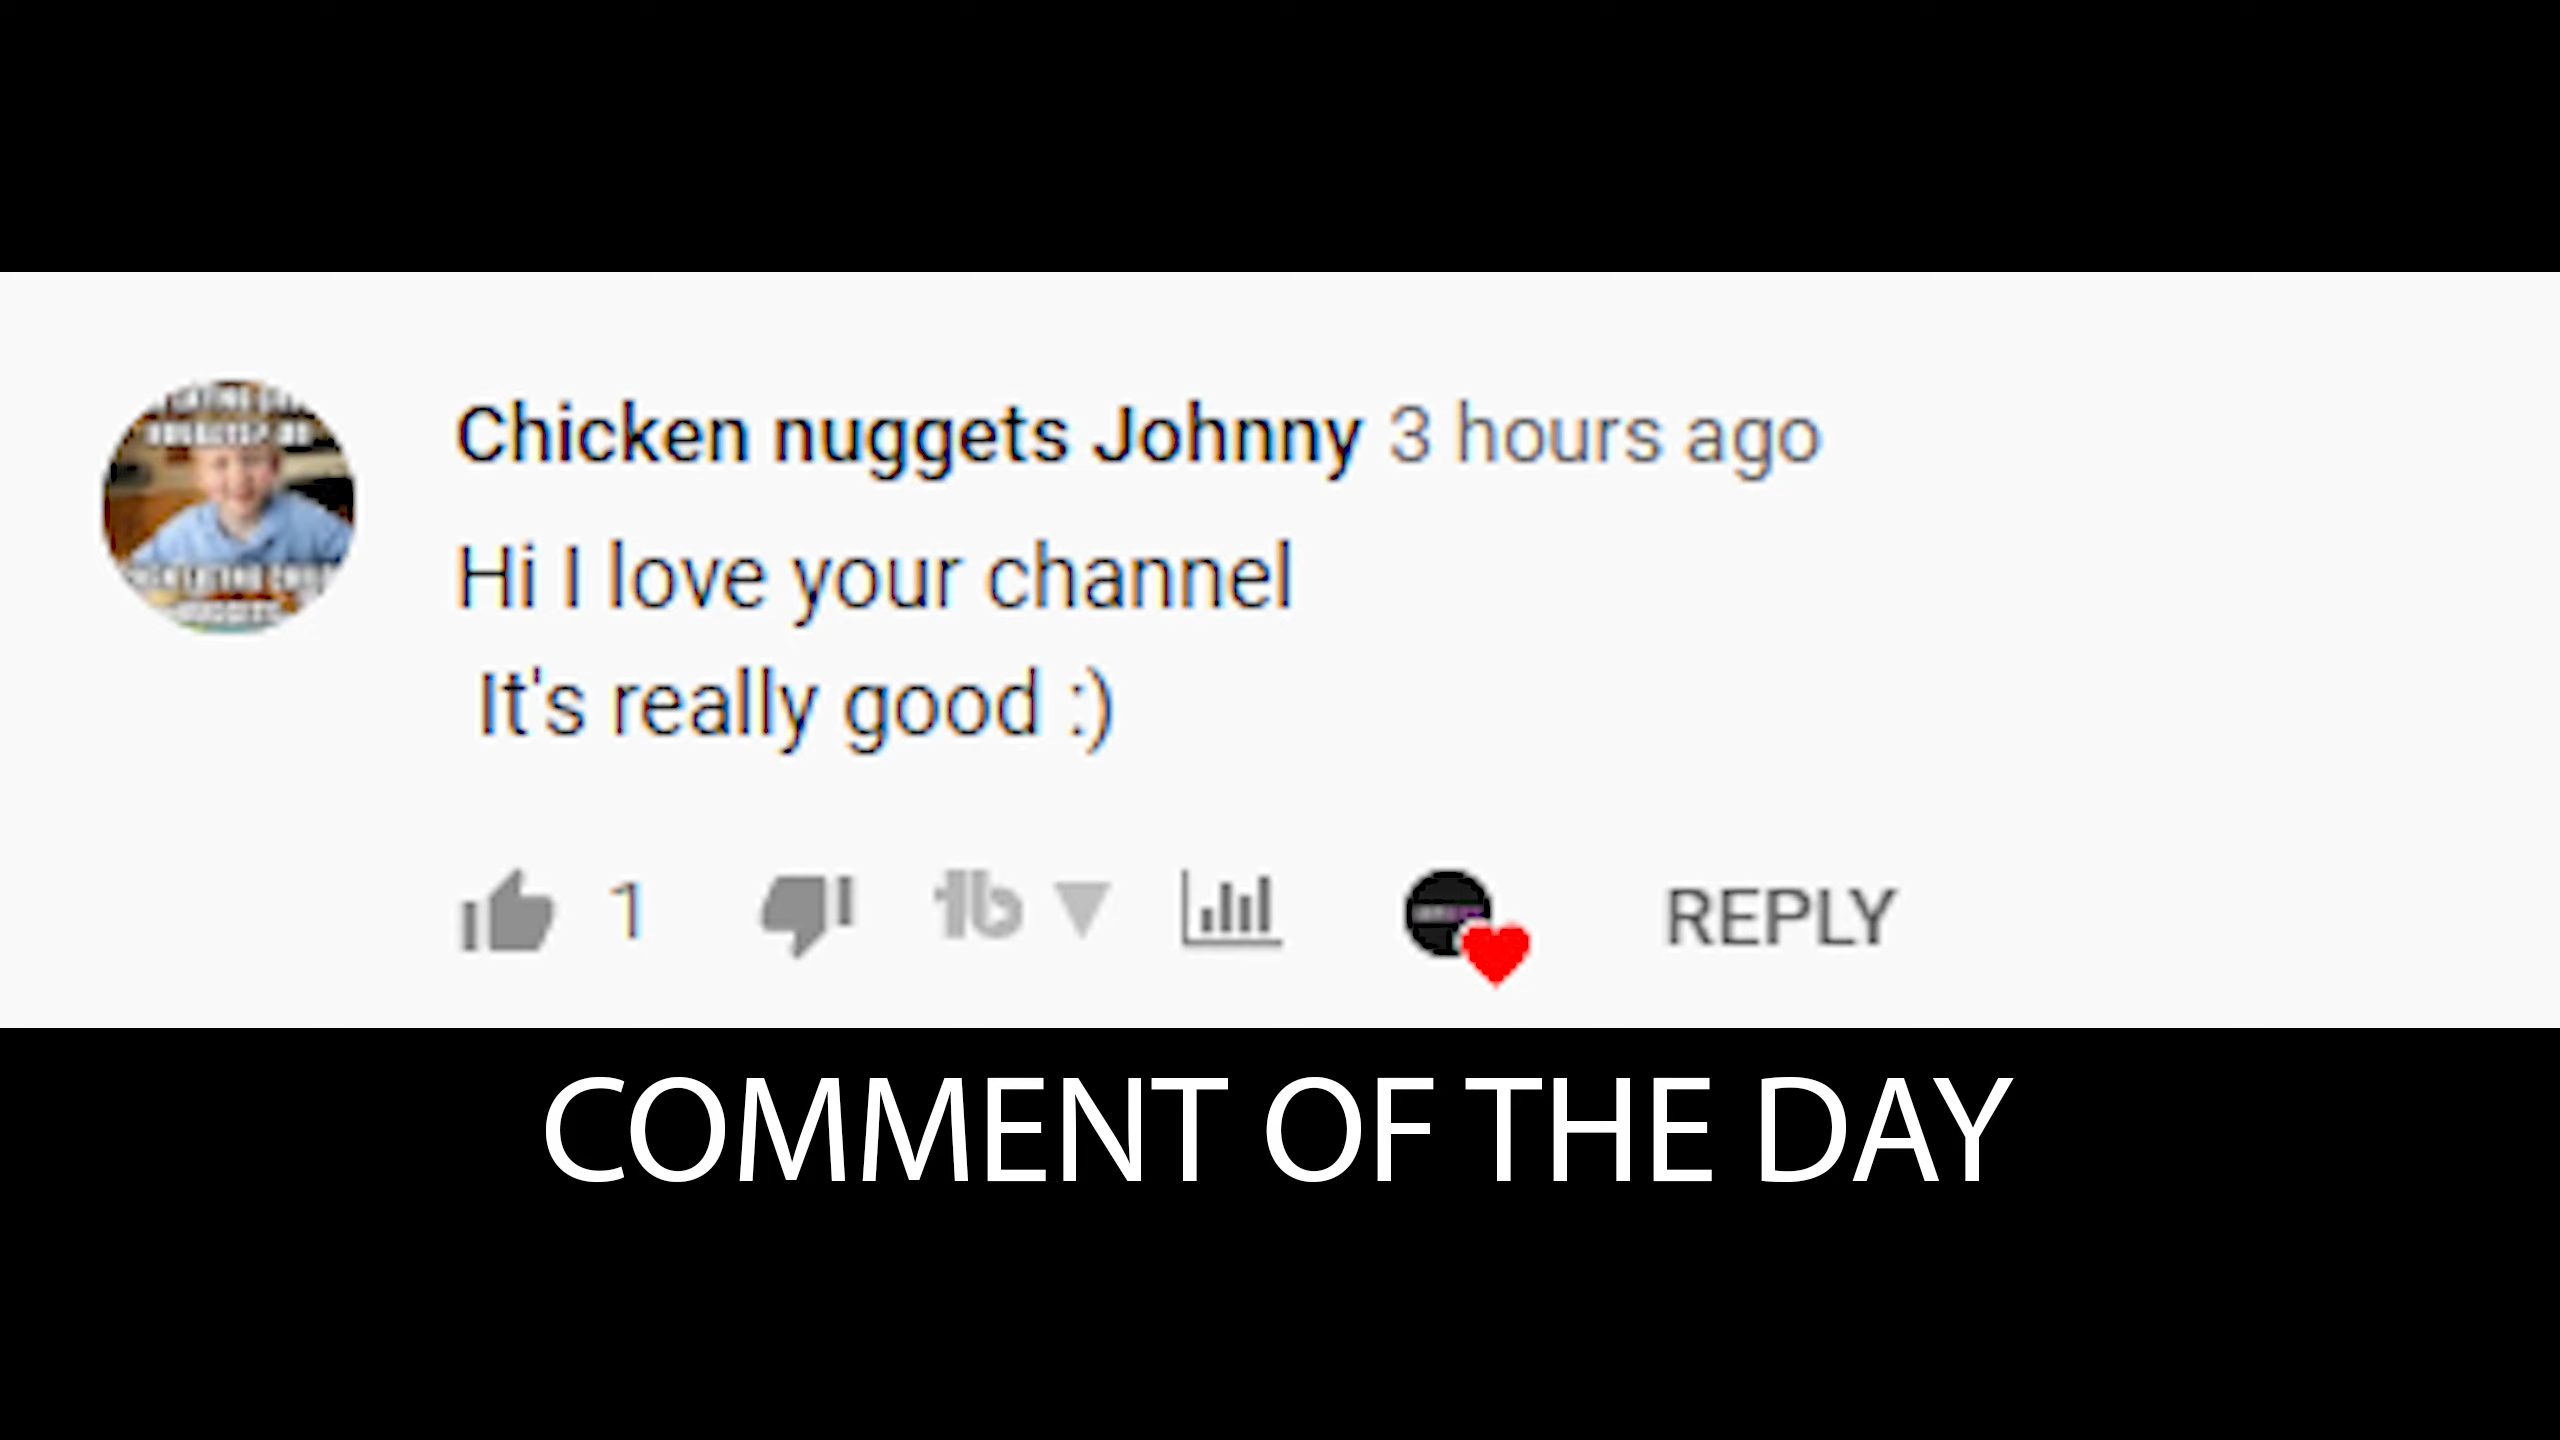 Chicken nuggets Johnny 3 hours ago
Hi I love your channel
It's really good :)
1
REPLY
COMMENT OF THE DAY